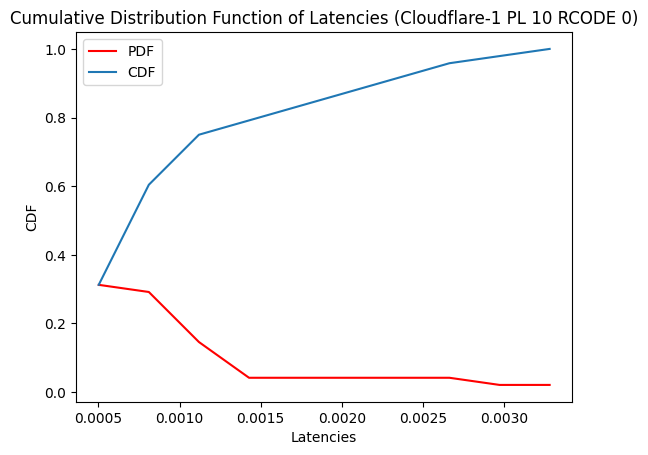 Cumulative Distribution Function of Latencies (Cloudflare-1 PL 10 RCODE 0)
PDF
CDF
1.0
0.8
0.6
0.4
0.2
0.0
CDF
0.0005 0.0010 0.0015 0.0020 0.0025 0.0030
Latencies